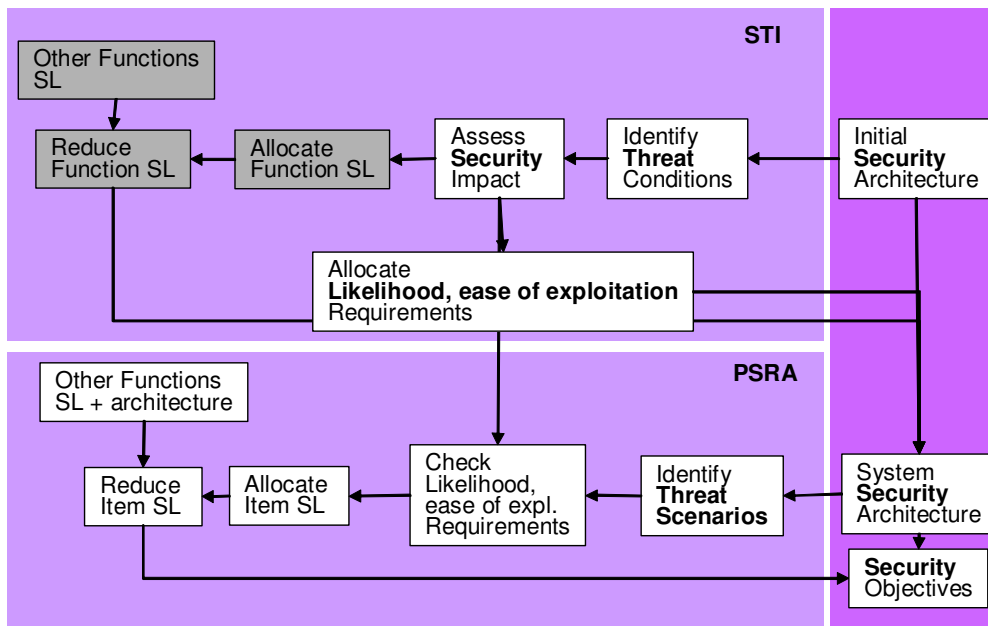 STI
Other Functions
SL
Reduce
Function SL
Allocate
Function SL
Assess
Security
Impact
Identify
Threat
Conditions
Initial
Security
Architecture
Allocate
Likelihood, ease of exploitation
Requirements
PSRA
Other Functions
SL + architecture
Reduce
Item SL
Allocate
Item SL
Check
Likelihood,
ease of expl.
Requirements
Identify
Threat
Scenarios
System
Security
Architecture
Security
Objectives